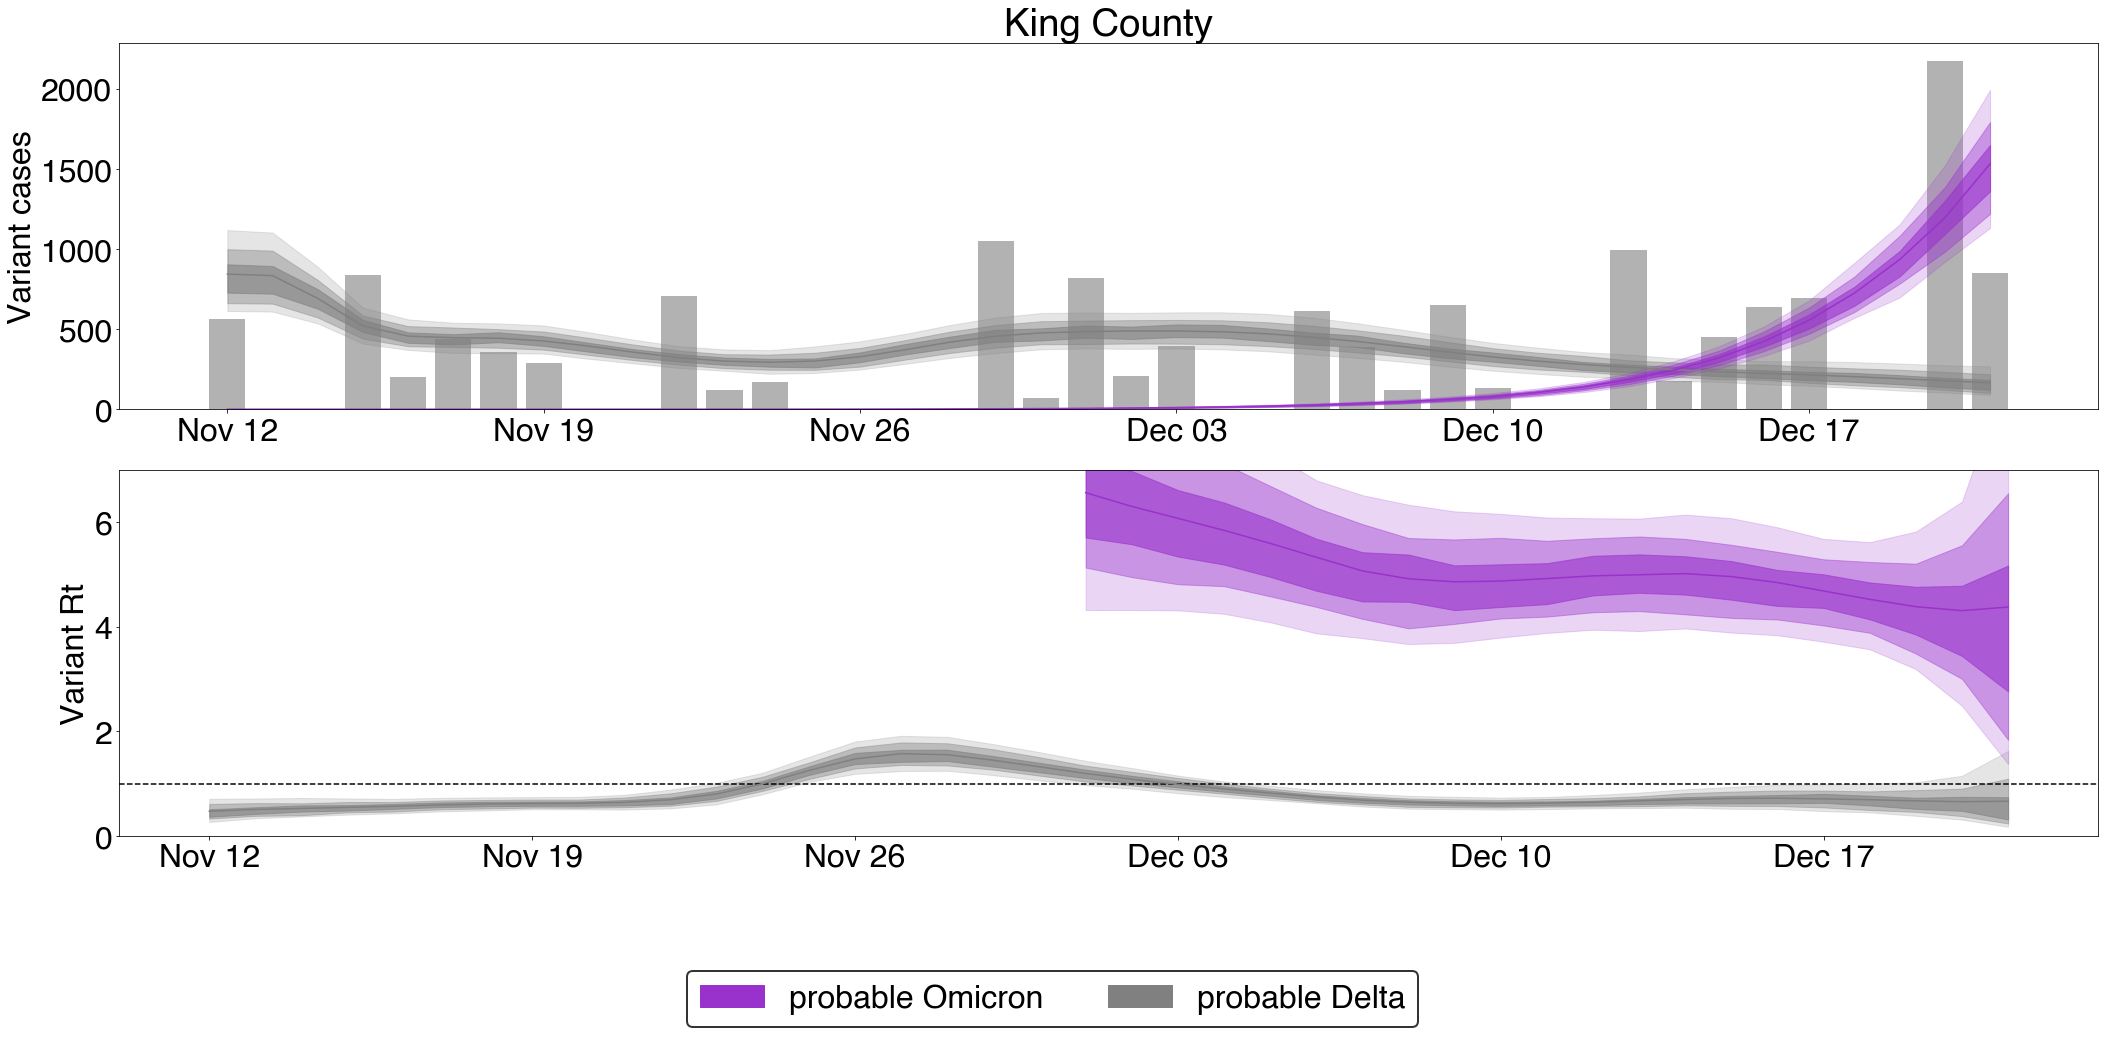 King County
Variant cases
2000
1500
1000
500
0
Nov 12 Nov 19 Nov 26 Dec 03 Dec 10 Dec 17
Variant Rt
6
4
2
0
Nov 12 Nov 19 Nov 26 Dec 03 Dec 10 Dec 17
probable Omicron probable Delta